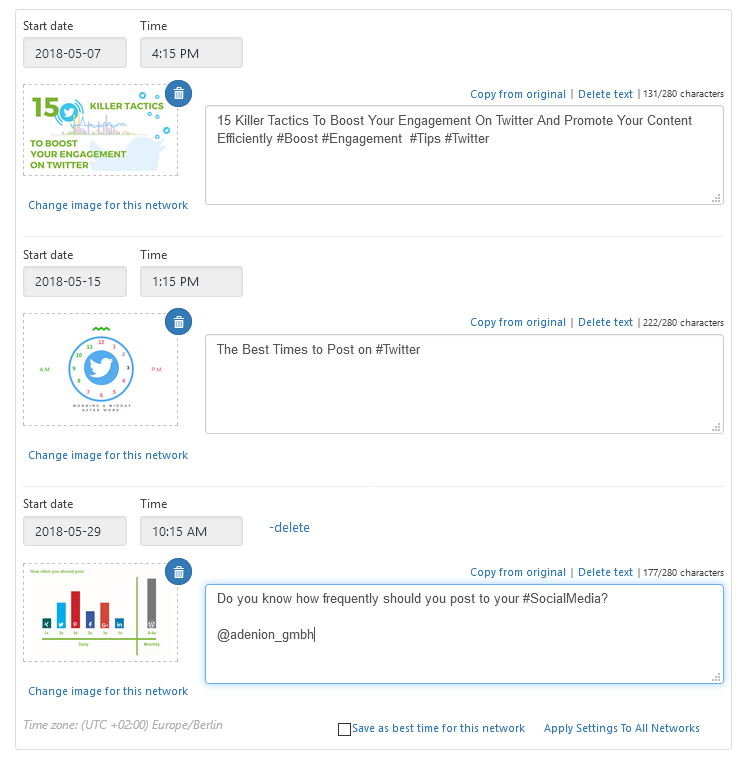 Start date Time
2018-05-07 4:15 PM
Copy from original | Delete text | 131/280 characters
15 KILLER TACTICS
TO BOOST
YOUR ENGAGEMENT
ON TWITTER
15 Killer Tactics To Boost Your Engagement On Twitter And Promote Your Content
Efficiently #Boost #Engagement #Tips #Twitter
Change image for this network
Start date Time
2018-05-15 1:15 PM
Copy from original | Delete text | 222/280 characters
The Best Times to Post on #Twitter
12
11 1
10 2
A.M. 9 3 P.M.
8 4
7 5
6
MORNING & MIDDAY
AFTER WORK
Change image for this network
Start date Time
2018-05-29 10:15 AM -delete
Copy from original | Delete text | 177/280 characters
How often you should post
Do you know how frequently should you post to your #SocialMedia?
@adenion_gmbh
Daily Monthly
Change image for this network
Time zone: (UTC +02:00) Europe/Berlin
Save as best time for this network Apply Settings To All Networks